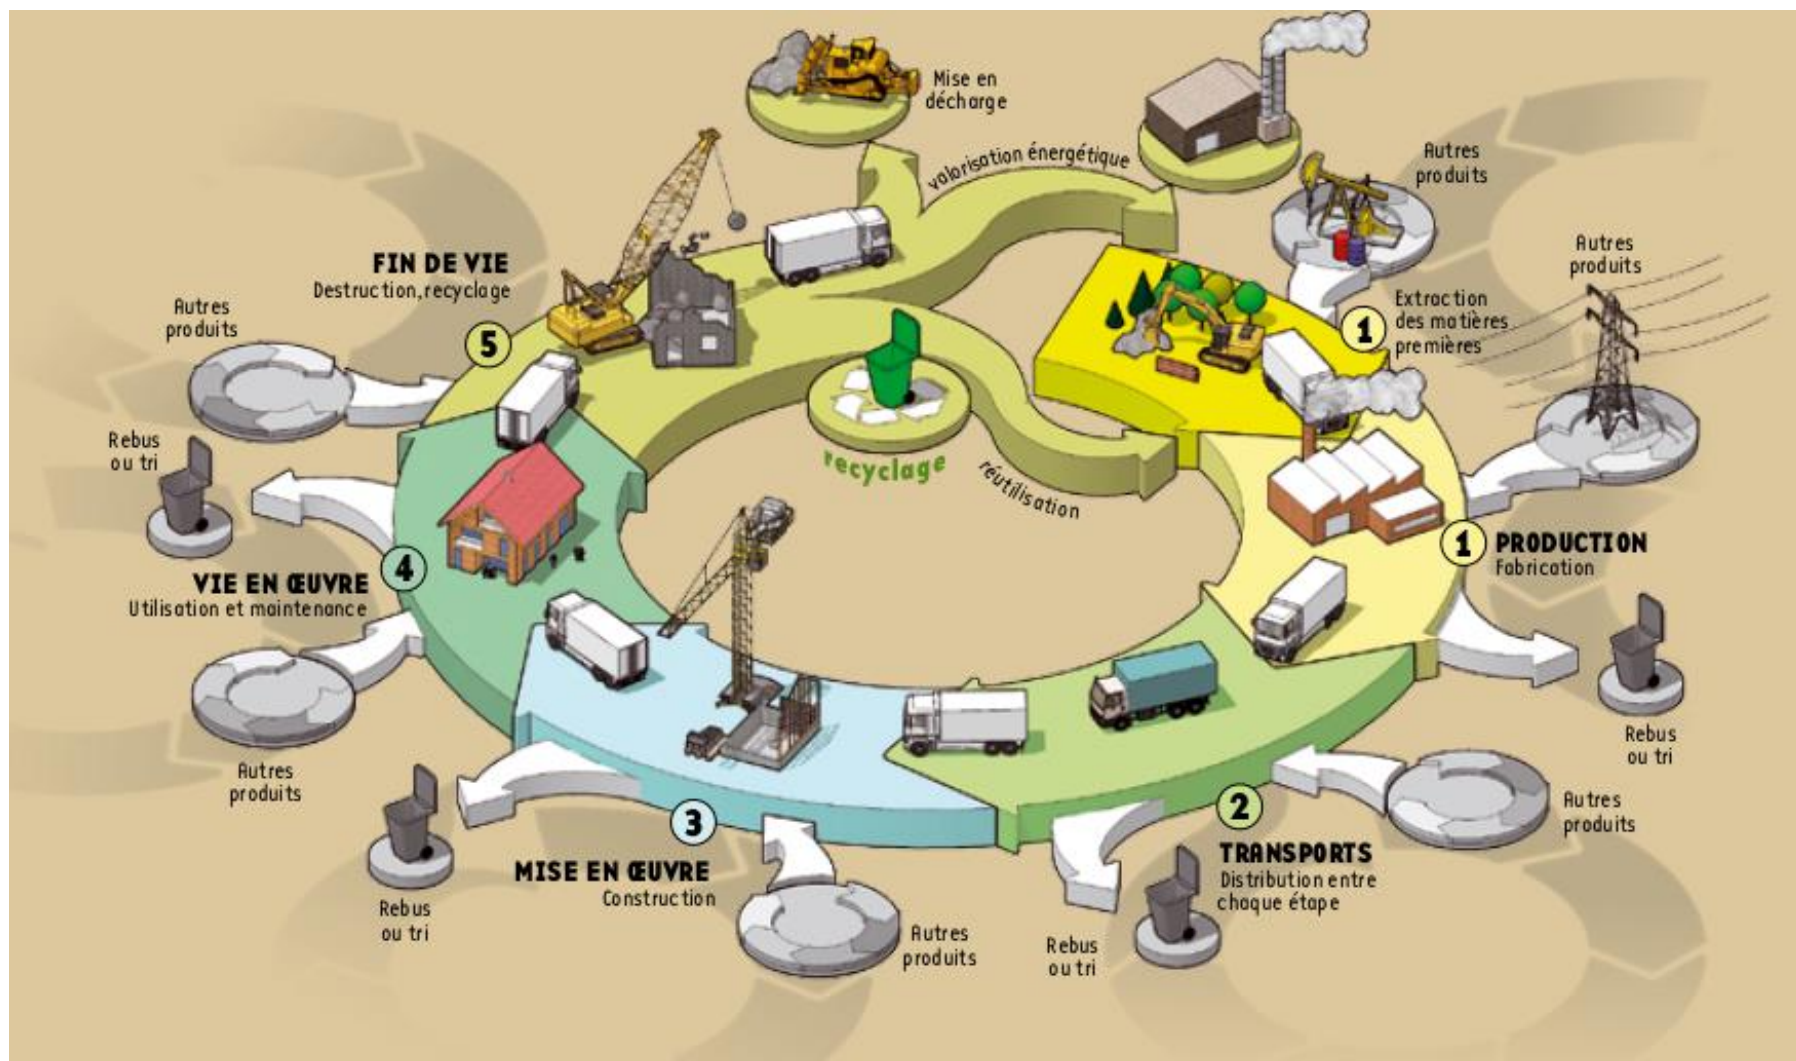 Mise en
décharge
valorisation énergétique
Autres
produits
Autres
produits
FIN DE VIE
Destruction, recyclage
5
Autres
produits
1
Extraction
des matières
premières
Rebus
ou tri
recyclage
réutilisation
4
VIE EN ŒUVRE
Utilisation et maintenance
1
PRODUCTION
Fabrication
Autres
produits
Rebus
ou tri
3
MISE EN ŒUVRE
Construction
2
TRANSPORTS
Distribution entre
chaque étape
Autres
produits
Rebus
ou tri
Autres
produits
Rebus
ou tri